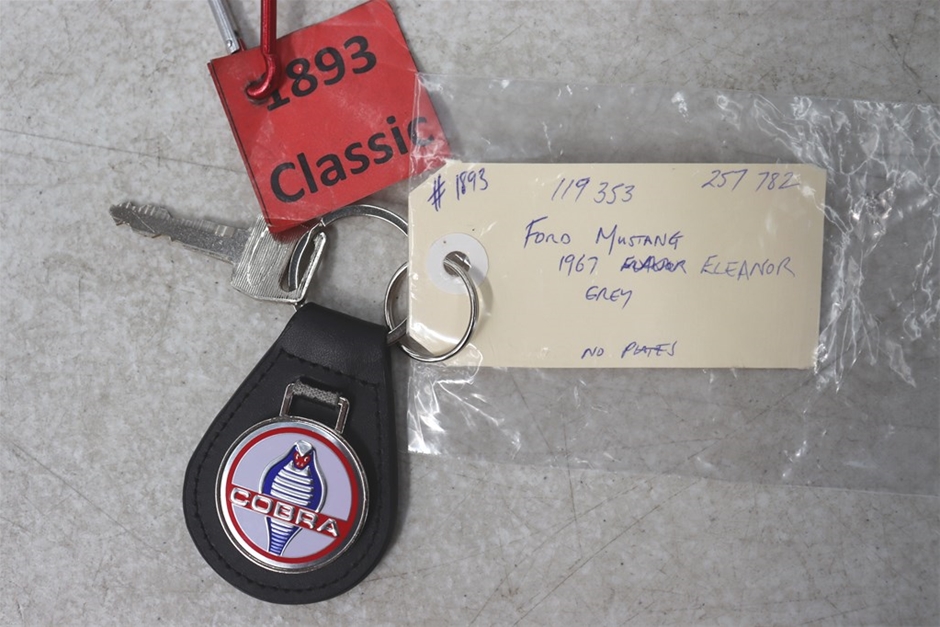 1893
Classic
# 1893
119 353
257 782
FORD MUSTANG
1967 ELEANOR
GREY
NO PLATES
COBRA